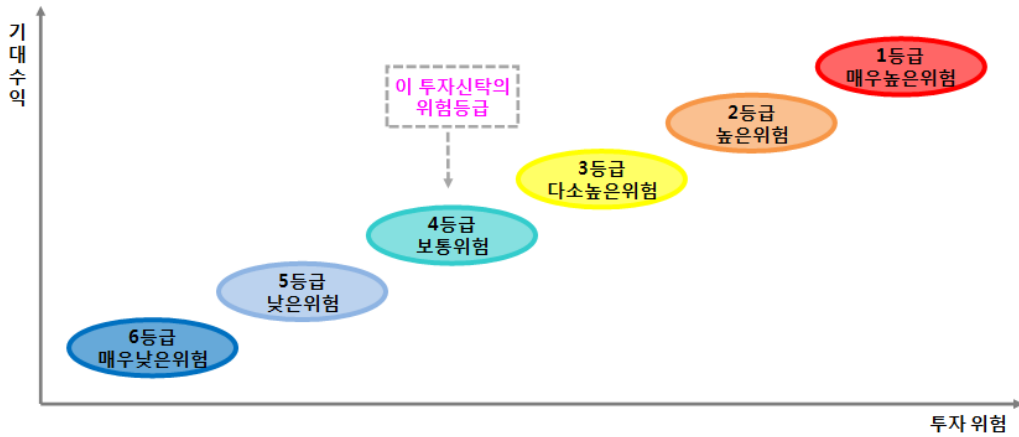 기
대
수
익
이 투자신탁의
위험등급
1등급
매우높은위험
2등급
높은위험
3등급
다소높은위험
4등급
보통위험
5등급
낮은위험
6등급
매우낮은위험
투자 위험